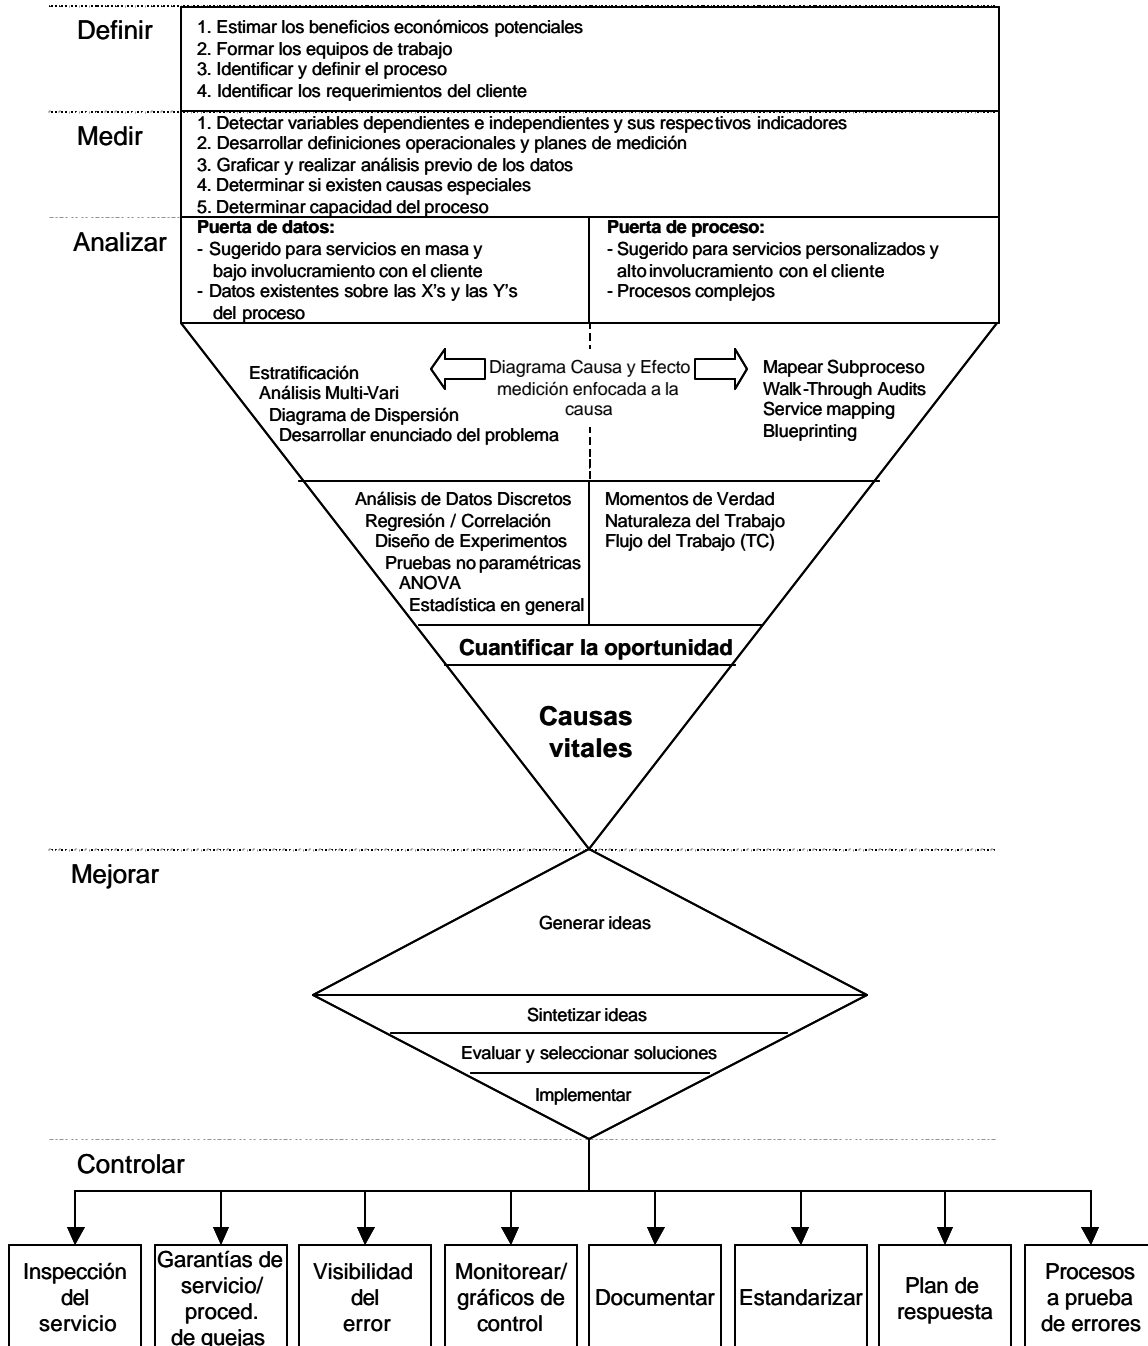 Definir
1. Estimar los beneficios económicos potenciales
2. Formar los equipos de trabajo
3. Identificar y definir el proceso
4. Identificar los requerimientos del cliente
Medir
1. Detectar variables dependientes e independientes y sus respectivos indicadores
2. Desarrollar definiciones operacionales y planes de medición
3. Graficar y realizar análisis previo de los datos
4. Determinar si existen causas especiales
5. Determinar capacidad del proceso
Analizar
Puerta de datos:
- Sugerido para servicios en masa y
bajo involucramiento con el cliente
- Datos existentes sobre las X's y las Y's
del proceso
Puerta de proceso:
- Sugerido para servicios personalizados y
alto involucramiento con el cliente
- Procesos complejos
Estratificación
Análisis Multi-Vari
Diagrama de Dispersión
Desarrollar enunciado del problema
Diagrama Causa y Efecto
medición enfocada a la
causa
Mapear Subproceso
Walk-Through Audits
Service mapping
Blueprinting
Análisis de Datos Discretos
Regresión / Correlación
Diseño de Experimentos
Pruebas no paramétricas
ANOVA
Estadística en general
Momentos de Verdad
Naturaleza del Trabajo
Flujo del Trabajo (TC)
Cuantificar la oportunidad
Causas
vitales
Mejorar
Generar ideas
Sintetizar ideas
Evaluar y seleccionar soluciones
Implementar
Controlar
Inspección
del
servicio
Garantías de
servicio/
proced.
de quejas
Visibilidad
del
error
Monitorear/
gráficos de
control
Documentar
Estandarizar
Plan de
respuesta
Procesos
a prueba
de errores